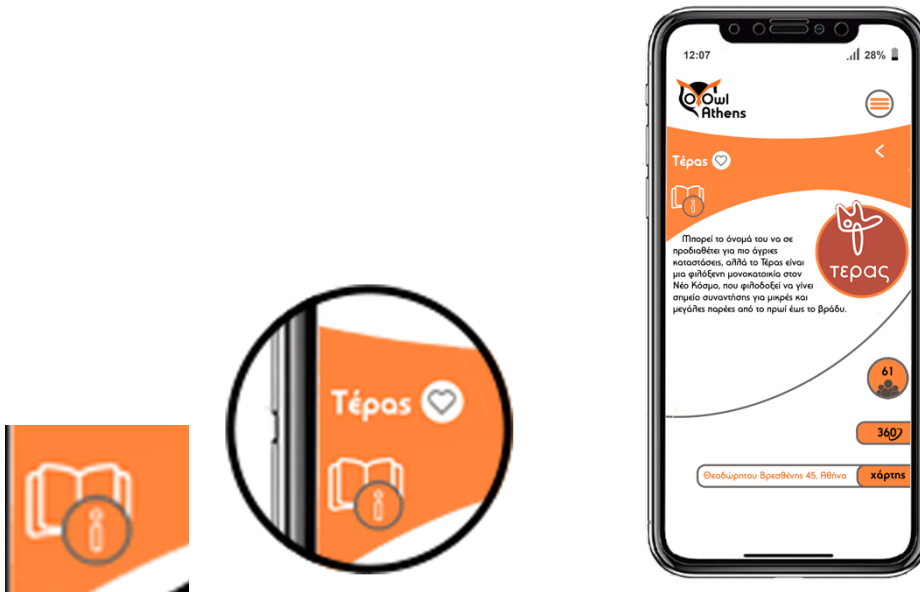 12:07
28%
Owl
Athens
Τέρας
i
Μπορεί το όνομά του να σε
προδιαθέτει για πιο άγριες
καταστάσεις, αλλά το Τέρας είναι
μια φιλόξενη μονοκατοικία στον
Νέο Κόσμο, που φιλοδοξεί να γίνει
σημείο συναντήσης για μικρές και
μεγάλες παρέες από το πρωί έως το βράδυ.
τερας
61
360
Θεοδώρητου Βρεσθένης 45, Αθήνα
χάρτης
Τέρας
i
i